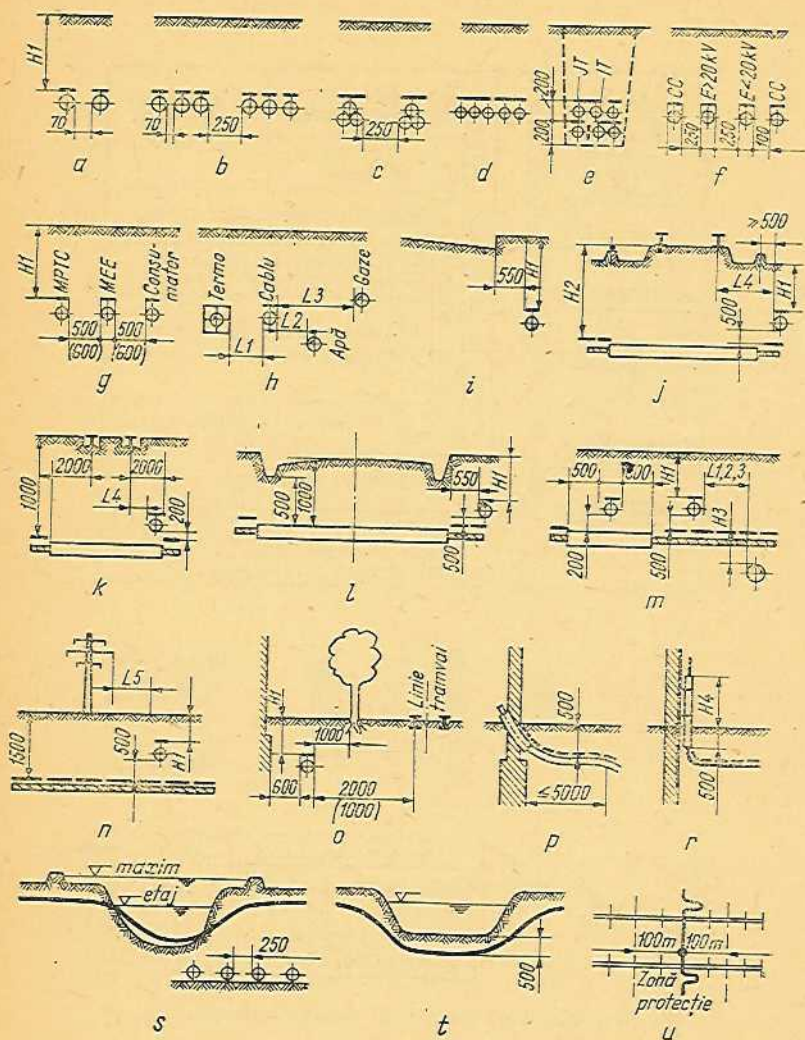 H1
70
a
70
250
b
250
c
d
JT
IT
200
200
e
CC
E>20kV
E<20kV
CC
250
250
100
f
H1
MPTC
MEE
Consu-
mator
500
(600)
500
(600)
g
Termo
Cablu
Apă
Gaze
L1
L2
L3
h
550
H1
i
H2
≥500
L4
500
H1
j
1000
2000
2000
L4
200
k
500
1000
550
H1
500
l
500
H1
L1,2,3
200
500
H3
m
L5
1500
500
H1
n
H1
1000
600
2000
(1000)
Linie
tramvai
o
500
≤5000
p
H4
500
r
maxim
etaj
250
s
500
t
100m
100m
Zonă
protecție
u